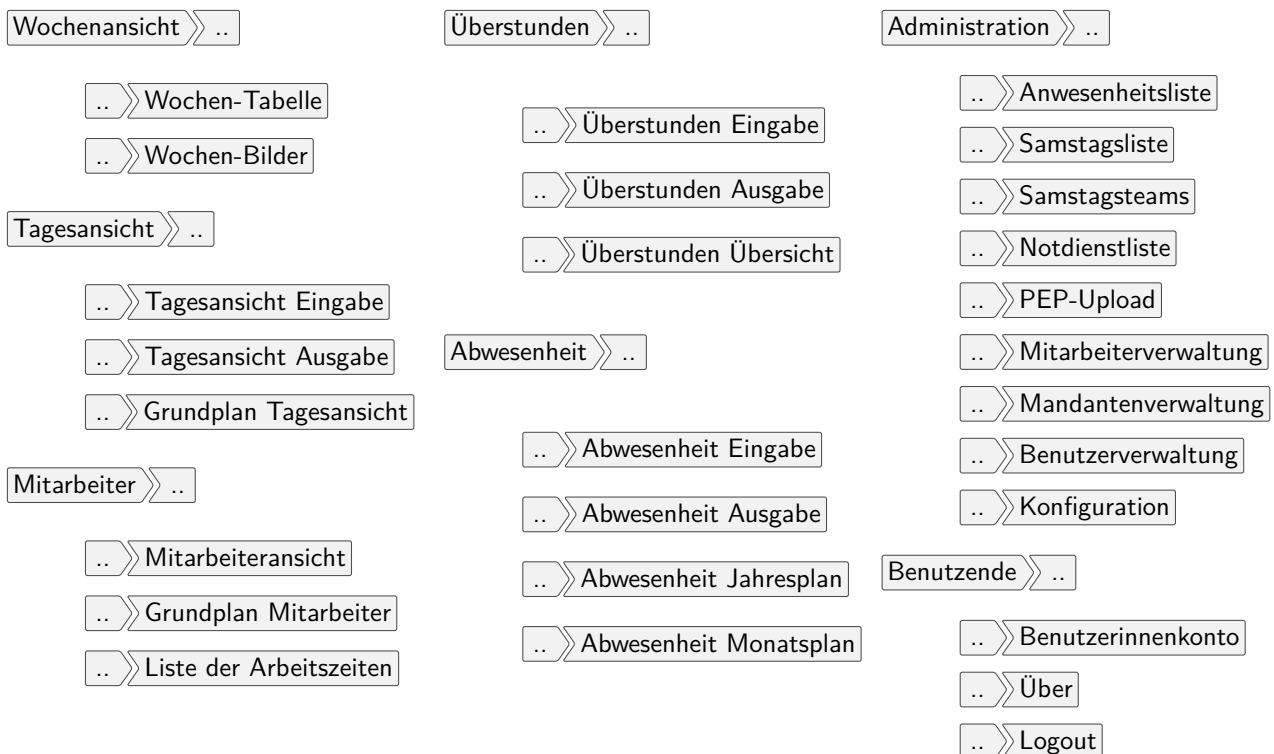 Wochenansicht ..
.. Wochen-Tabelle
.. Wochen-Bilder
Tagesansicht ..
.. Tagesansicht Eingabe
.. Tagesansicht Ausgabe
.. Grundplan Tagesansicht
Mitarbeiter ..
.. Mitarbeiteransicht
.. Grundplan Mitarbeiter
.. Liste der Arbeitszeiten
Überstunden ..
.. Überstunden Eingabe
.. Überstunden Ausgabe
.. Überstunden Übersicht
Abwesenheit ..
.. Abwesenheit Eingabe
.. Abwesenheit Ausgabe
.. Abwesenheit Jahresplan
.. Abwesenheit Monatsplan
Administration ..
.. Anwesenheitsliste
.. Samstagsliste
.. Samstagsteams
.. Notdienstliste
.. PEP-Upload
.. Mitarbeiterverwaltung
.. Mandantenverwaltung
.. Benutzerverwaltung
.. Konfiguration
Benutzende ..
.. Benutzerinnenkonto
.. Über
.. Logout